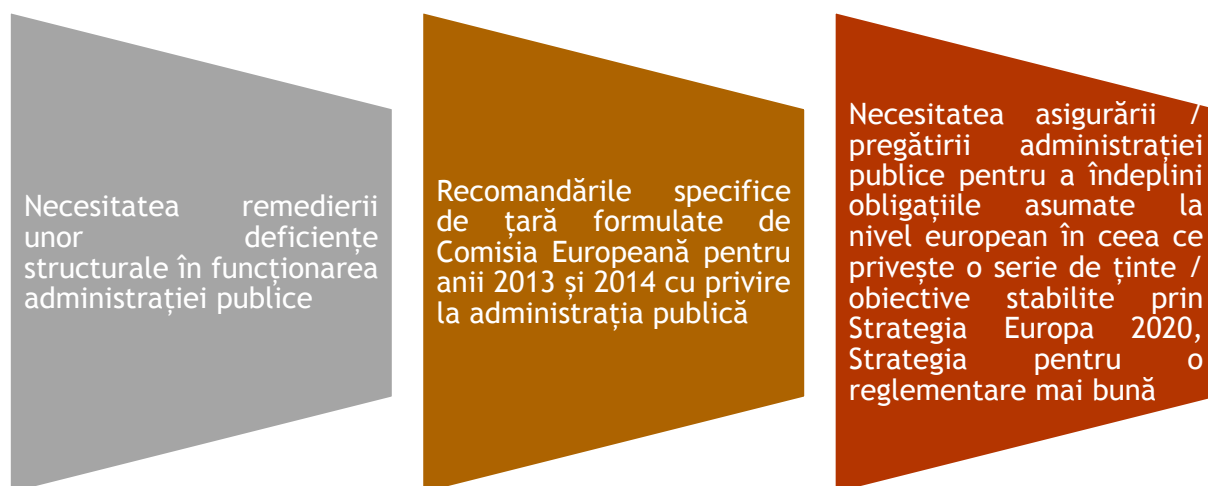 Necesitatea remedierii
unor deficiențe
structurale în funcționarea
administrației publice
Recomandările specifice
de țară formulate de
Comisia Europeană pentru
anii 2013 și 2014 cu privire
la administrația publică
Necesitatea asigurării /
pregătirii administrației
publice pentru a îndeplini
obligațiile asumate la
nivel european în ceea ce
privește o serie de ținte /
obiective stabilite prin
Strategia Europa 2020,
Strategia pentru o
reglementare mai bună